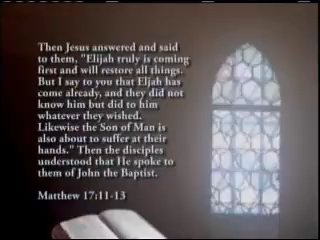 Then Jesus answered and said
to them, "Elijah truly is coming
first and will restore all things.
But I say to you that Eljah has
come already, and they did not
know him but did to him
whatever they wished.
Likewise the Son of Man is
also about to suffer at their
hands." Then the disciples
understood that He spoke to
them of John the Baptist.
Matthew 17:11-13